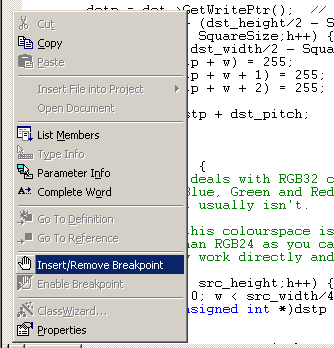 dstp = dst->GetWritePtr(); //
(dst_height/2 - S
SquareSize;h++) {
dst_width/2 - Squa
p + w) = 255;
p + w + 1) = 255;
p + w + 2) = 255;
stp + dst_pitch;
{
deals with RGB32 c
Blue, Green and Red
usually isn't.
his colourspace is
han RGB24 as you ca
y work directly and
src_height;h++) {
0; w < src_width/4
nsigned int *)dstp
Cut
Copy
Paste
Insert File into Project
Open Document
List Members
Type Info
Parameter Info
Complete Word
Go To Definition
Go To Reference
Insert/Remove Breakpoint
Enable Breakpoint
ClassWizard...
Properties